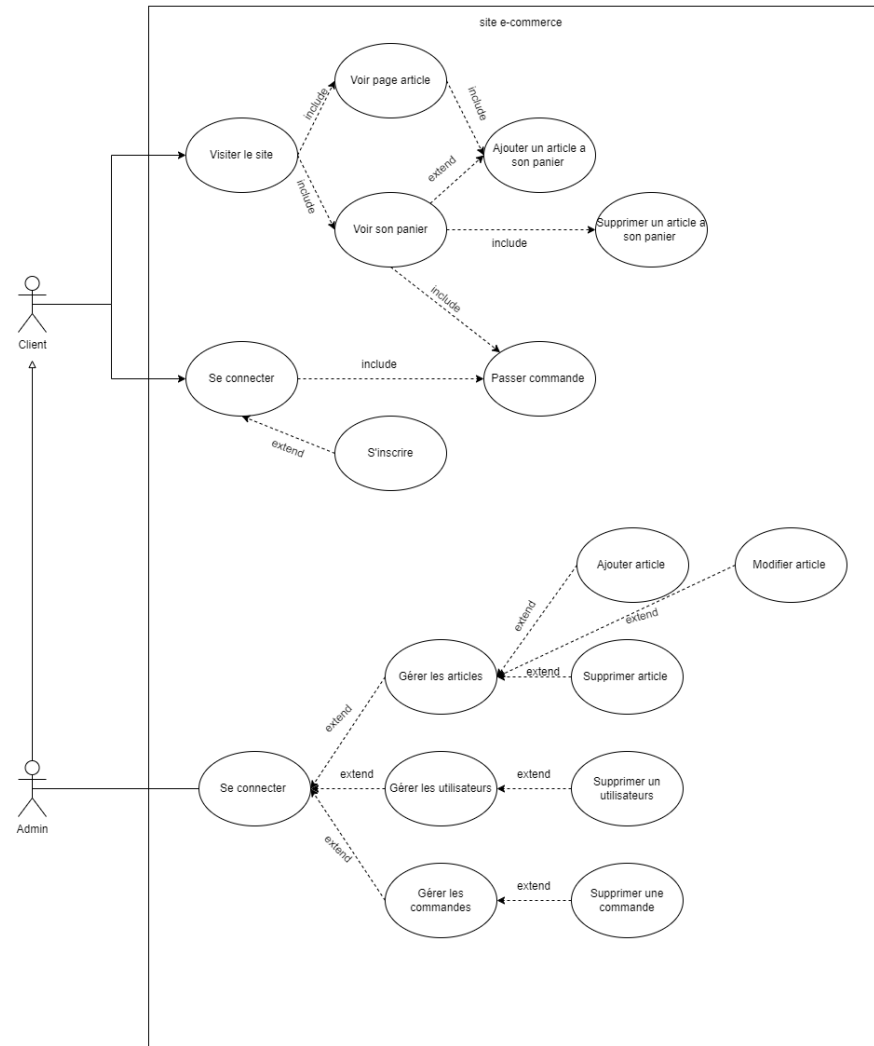 site e-commerce
Voir page article
include
include
Visiter le site
Ajouter un article a
son panier
extend
include
Voir son panier
include
Supprimer un article a
son panier
include
Client
Se connecter
include
Passer commande
extend
S'inscrire
Ajouter article
Modifier article
extend
extend
Gérer les articles
extend
Supprimer article
extend
Se connecter
extend
Gérer les utilisateurs
extend
Supprimer un
utilisateurs
Admin
extend
Gérer les
commandes
extend
Supprimer une
commande